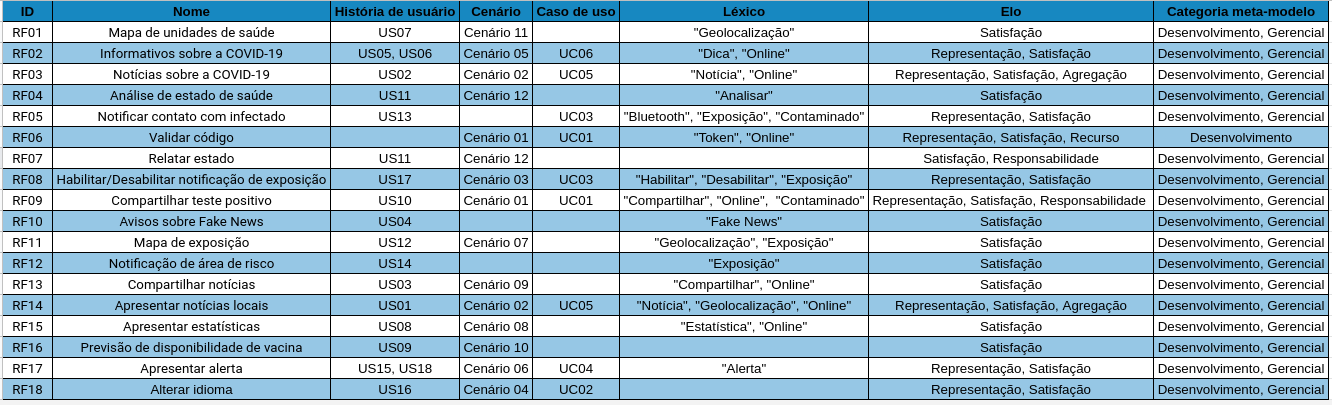 ID Nome História de usuário Cenário Caso de uso Léxico Elo Categoria meta-modelo
RF01 Mapa de unidades de saúde US07 Cenário 11 "Geolocalização" Satisfação Desenvolvimento, Gerencial
RF02 Informativos sobre a COVID-19 US05, US06 Cenário 05 UC06 "Dica", "Online" Representação, Satisfação Desenvolvimento, Gerencial
RF03 Notícias sobre a COVID-19 US02 Cenário 02 UC05 "Notícia", "Online" Representação, Satisfação, Agregação Desenvolvimento, Gerencial
RF04 Análise de estado de saúde US11 Cenário 12 "Analisar" Satisfação Desenvolvimento, Gerencial
RF05 Notificar contato com infectado US13 UC03 "Bluetooth", "Exposição", "Contaminado" Representação, Satisfação Desenvolvimento, Gerencial
RF06 Validar código Cenário 01 UC01 "Token", "Online" Representação, Satisfação, Recurso Desenvolvimento
RF07 Relatar estado US11 Cenário 12 Satisfação, Responsabilidade Desenvolvimento, Gerencial
RF08 Habilitar/Desabilitar notificação de exposição US17 Cenário 03 UC03 "Habilitar", "Desabilitar", "Exposição" Representação, Satisfação Desenvolvimento, Gerencial
RF09 Compartilhar teste positivo US10 Cenário 01 UC01 "Compartilhar", "Online", "Contaminado" Representação, Satisfação, Responsabilidade Desenvolvimento, Gerencial
RF10 Avisos sobre Fake News US04 "Fake News" Satisfação Desenvolvimento, Gerencial
RF11 Mapa de exposição US12 Cenário 07 "Geolocalização", "Exposição" Satisfação Desenvolvimento, Gerencial
RF12 Notificação de área de risco US14 "Exposição" Satisfação Desenvolvimento, Gerencial
RF13 Compartilhar notícias US03 Cenário 09 "Compartilhar", "Online" Satisfação Desenvolvimento, Gerencial
RF14 Apresentar notícias locais US01 Cenário 02 UC05 "Notícia", "Geolocalização", "Online" Representação, Satisfação, Agregação Desenvolvimento, Gerencial
RF15 Apresentar estatísticas US08 Cenário 08 "Estatística", "Online" Satisfação Desenvolvimento, Gerencial
RF16 Previsão de disponibilidade de vacina US09 Cenário 10 Satisfação Desenvolvimento, Gerencial
RF17 Apresentar alerta US15, US18 Cenário 06 UC04 "Alerta" Representação, Satisfação Desenvolvimento, Gerencial
RF18 Alterar idioma US16 Cenário 04 UC02 Representação, Satisfação Desenvolvimento, Gerencial